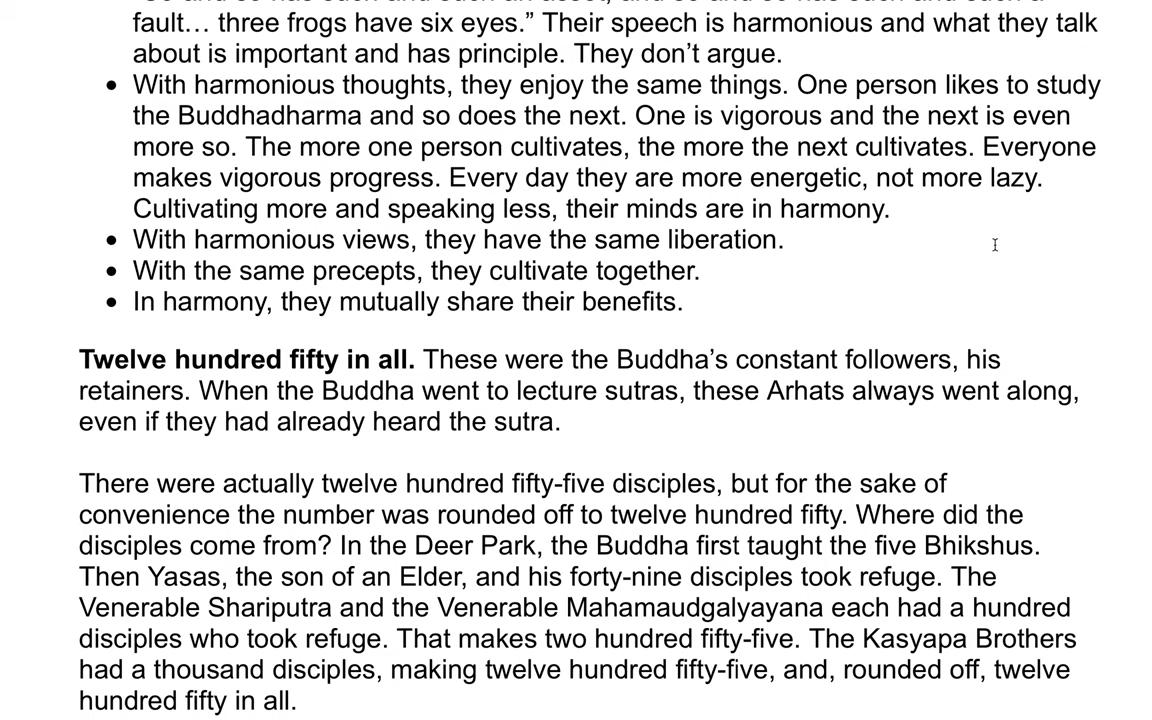 fault… three frogs have six eyes.” Their speech is harmonious and what they talk
about is important and has principle. They don’t argue.
• With harmonious thoughts, they enjoy the same things. One person likes to study
the Buddhadharma and so does the next. One is vigorous and the next is even
more so. The more one person cultivates, the more the next cultivates. Everyone
makes vigorous progress. Every day they are more energetic, not more lazy.
Cultivating more and speaking less, their minds are in harmony.
• With harmonious views, they have the same liberation.
• With the same precepts, they cultivate together.
• In harmony, they mutually share their benefits.
Twelve hundred fifty in all. These were the Buddha’s constant followers, his
retainers. When the Buddha went to lecture sutras, these Arhats always went along,
even if they had already heard the sutra.
There were actually twelve hundred fifty-five disciples, but for the sake of
convenience the number was rounded off to twelve hundred fifty. Where did the
disciples come from? In the Deer Park, the Buddha first taught the five Bhikshus.
Then Yasas, the son of an Elder, and his forty-nine disciples took refuge. The
Venerable Shariputra and the Venerable Mahamaudgalyayana each had a hundred
disciples who took refuge. That makes two hundred fifty-five. The Kasyapa Brothers
had a thousand disciples, making twelve hundred fifty-five, and, rounded off, twelve
hundred fifty in all.